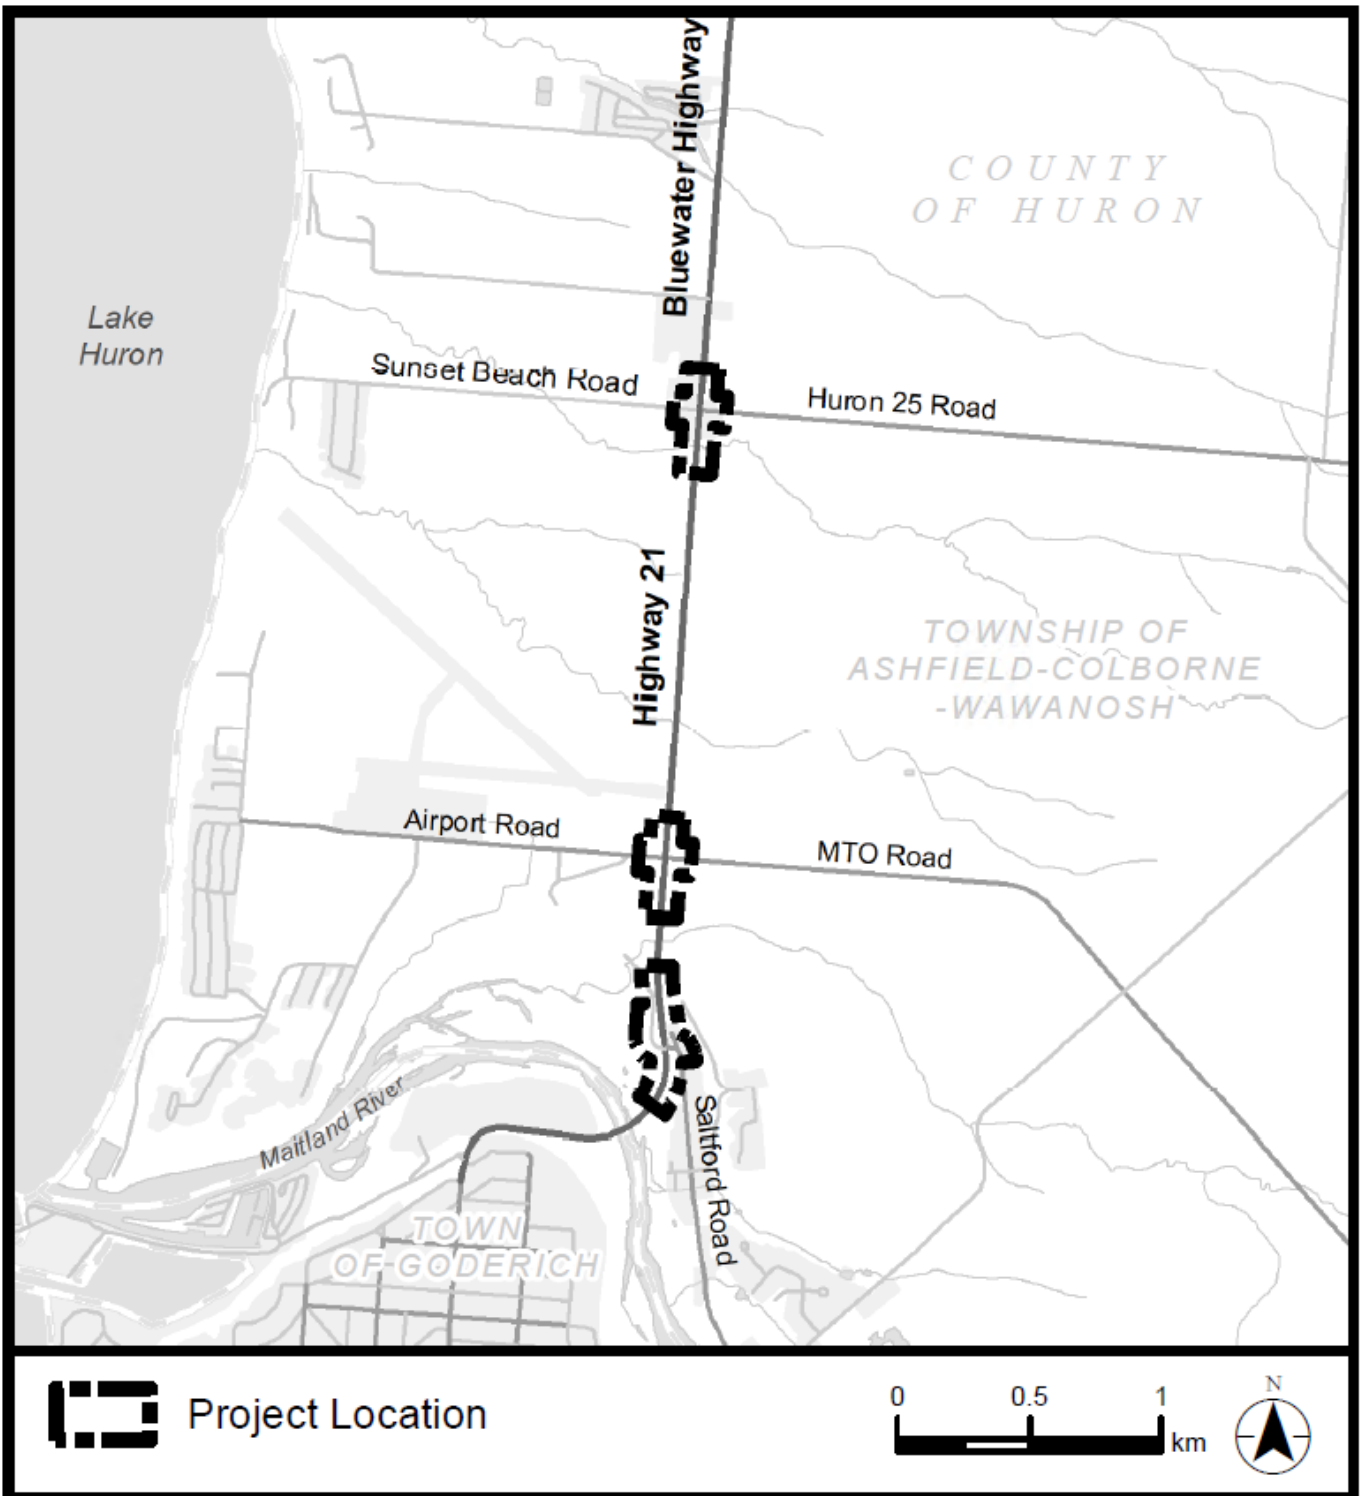 Bluewater Highway
COUNTY
OF HURON
Lake
Huron
Sunset Beach Road
Huron 25 Road
Highway 21
TOWNSHIP OF
ASHFIELD-COLBORNE
-WAWANOSH
Airport Road
MTO Road
Maitland River
Saltford Road
TOWN
OF GODERICH
Project Location
0 0.5 1
km
N